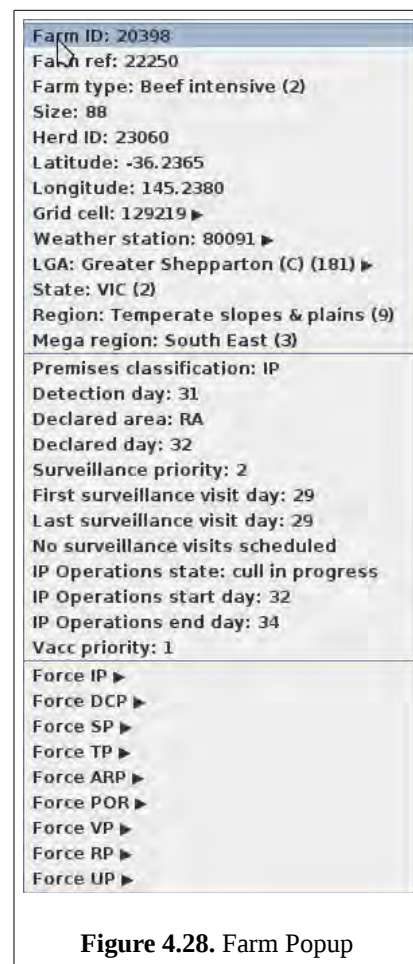 Farm ID: 20398
Farm ref: 22250
Farm type: Beef intensive (2)
Size: 88
Herd ID: 23060
Latitude: -36.2365
Longitude: 145.2380
Grid cell: 129219 ▶
Weather station: 80091 ▶
LGA: Greater Shepparton (C) (181) ▶
State: VIC (2)
Region: Temperate slopes & plains (9)
Mega region: South East (3)
Premises classification: IP
Detection day: 31
Declared area: RA
Declared day: 32
Surveillance priority: 2
First surveillance visit day: 29
Last surveillance visit day: 29
No surveillance visits scheduled
IP Operations state: cull in progress
IP Operations start day: 32
IP Operations end day: 34
Vacc priority: 1
Force IP ▶
Force DCP ▶
Force SP ▶
Force TP ▶
Force ARP ▶
Force POR ▶
Force VP ▶
Force RP ▶
Force UP ▶
Figure 4.28. Farm Popup